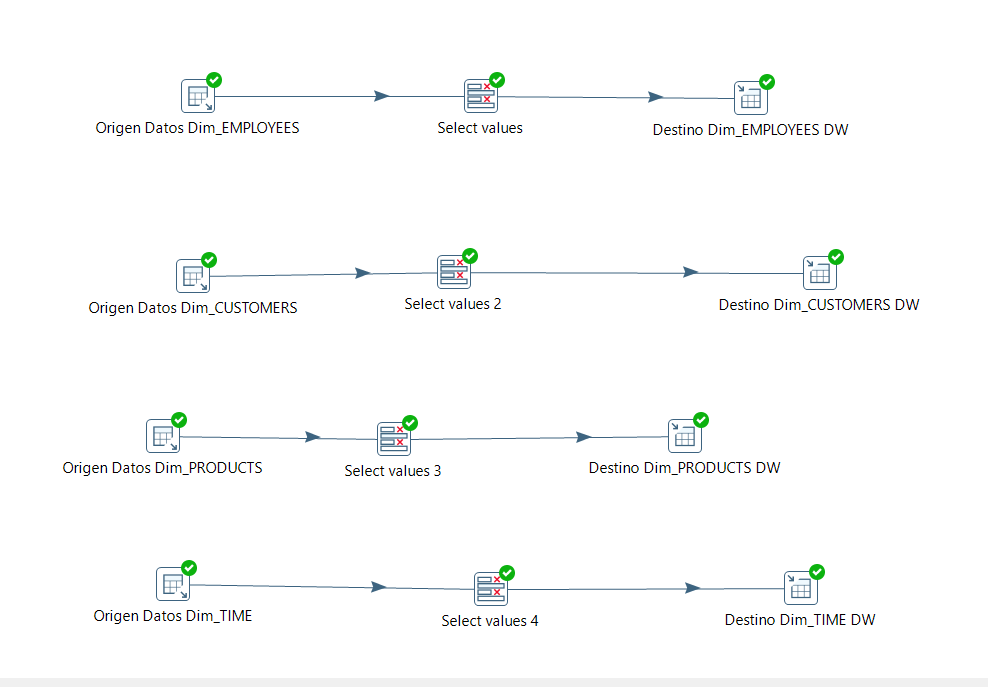 Origen Datos Dim_EMPLOYEES
Select values
Destino Dim_EMPLOYEES DW
Origen Datos Dim_CUSTOMERS
Select values 2
Destino Dim_CUSTOMERS DW
Origen Datos Dim_PRODUCTS
Select values 3
Destino Dim_PRODUCTS DW
Origen Datos Dim_TIME
Select values 4
Destino Dim_TIME DW